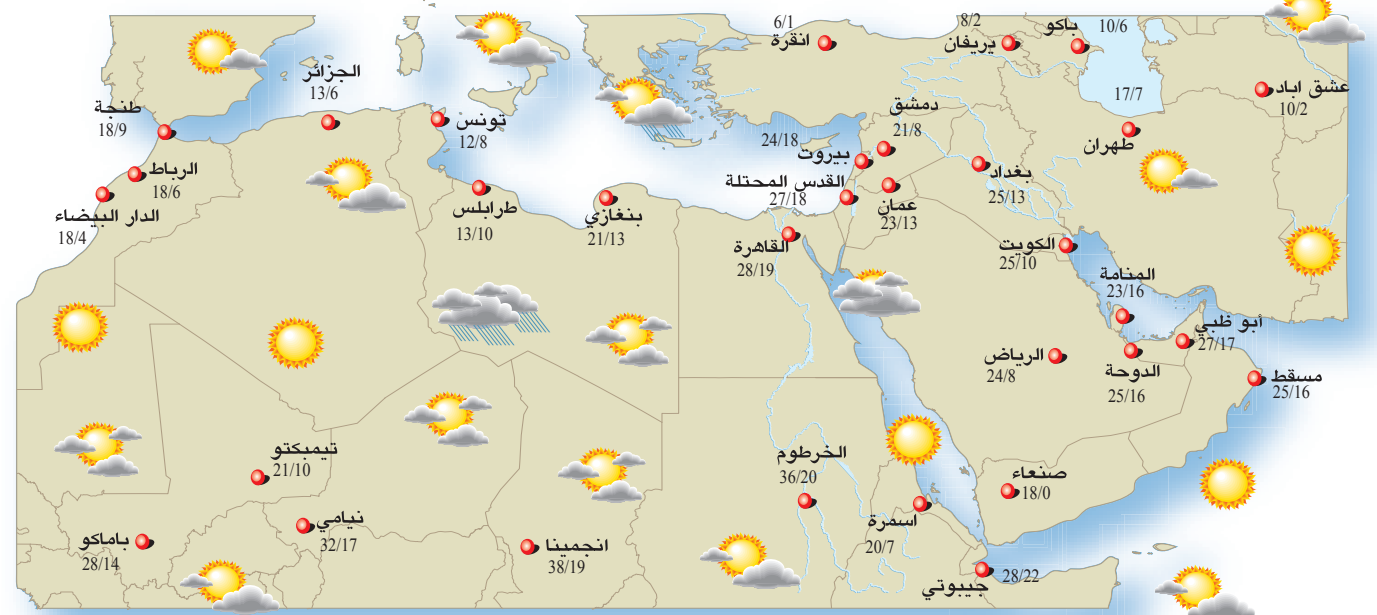 6/1
انقرة
8/2
يريفان
باكو
10/6
عشق اباد
10/2
17/7
طهران
الجزائر
13/6
طنجة
18/9
تونس
12/8
دمشق
21/8
24/18
بيروت
بغداد
25/13
الرباط
18/6
القدس المحتلة
27/18
عمان
23/13
الدار البيضاء
18/4
طرابلس
13/10
بنغازي
21/13
القاهرة
28/19
الكويت
25/10
المنامة
23/16
أبو ظبي
27/17
الرياض
24/8
الدوحة
25/16
مسقط
25/16
تيمبكتو
21/10
الخرطوم
36/20
صنعاء
18/0
نيامي
32/17
باماكو
28/14
انجمينا
38/19
اسمرة
20/7
28/22
جيبوتي